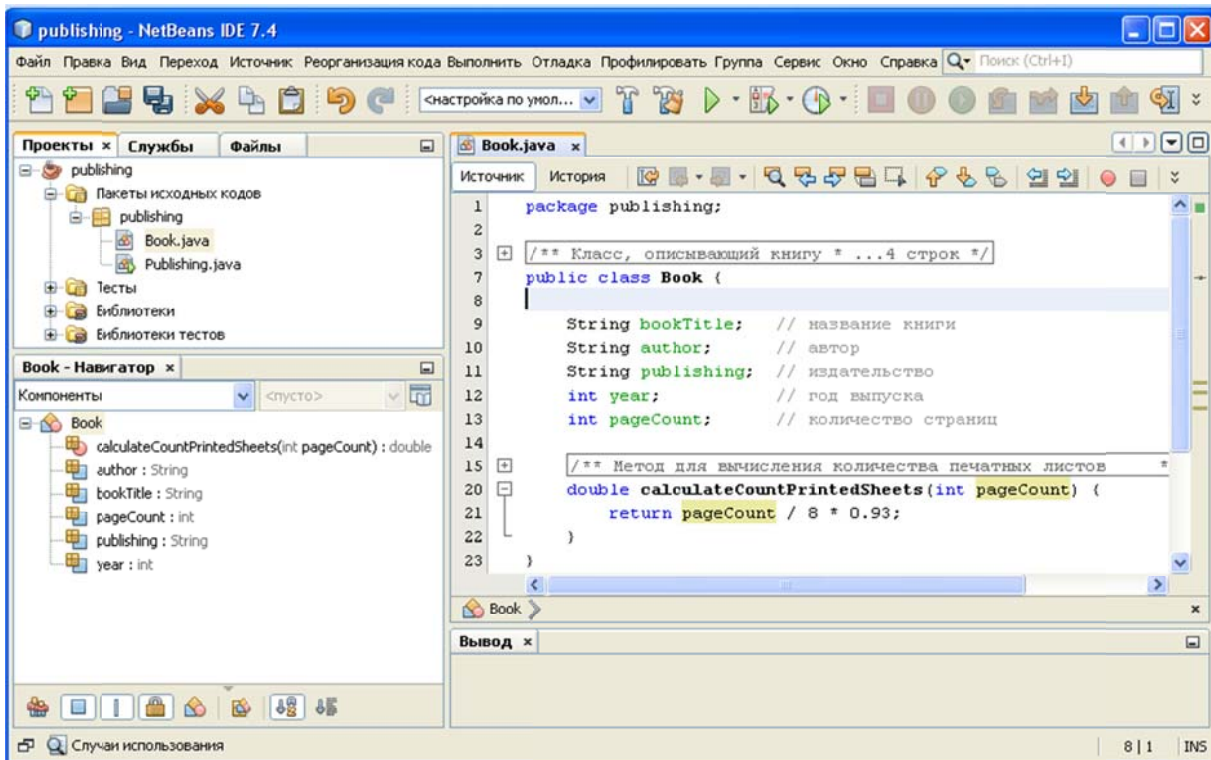 publishing - NetBeans IDE 7.4
Файл Правка Вид Переход Источник Реорганизация кода Выполнить Отладка Профилировать Группа Сервис Окно Справка Поиск (Ctrl+I)
<настройка по умол...
Проекты × Службы Файлы
publishing
Пакеты исходных кодов
publishing
Book.java
Publishing.java
Тесты
Библиотеки
Библиотеки тестов
Book - Навигатор ×
Компоненты <пусто>
Book
calculateCountPrintedSheets(int pageCount) : double
author : String
bookTitle : String
pageCount : int
publishing : String
year : int
Book.java ×
Источник История
1 package publishing;
2
3 /** Класс, описывающий книгу * ...4 строк */
7 public class Book {
8
9 String bookTitle; // название книги
10 String author; // автор
11 String publishing; // издательство
12 int year; // год выпуска
13 int pageCount; // количество страниц
14
15 /** Метод для вычисления количества печатных листов *
20 double calculateCountPrintedSheets(int pageCount) {
21 return pageCount / 8 * 0.93;
22 }
23 }
Book
Вывод ×
Случаи использования
8 | 1 INS